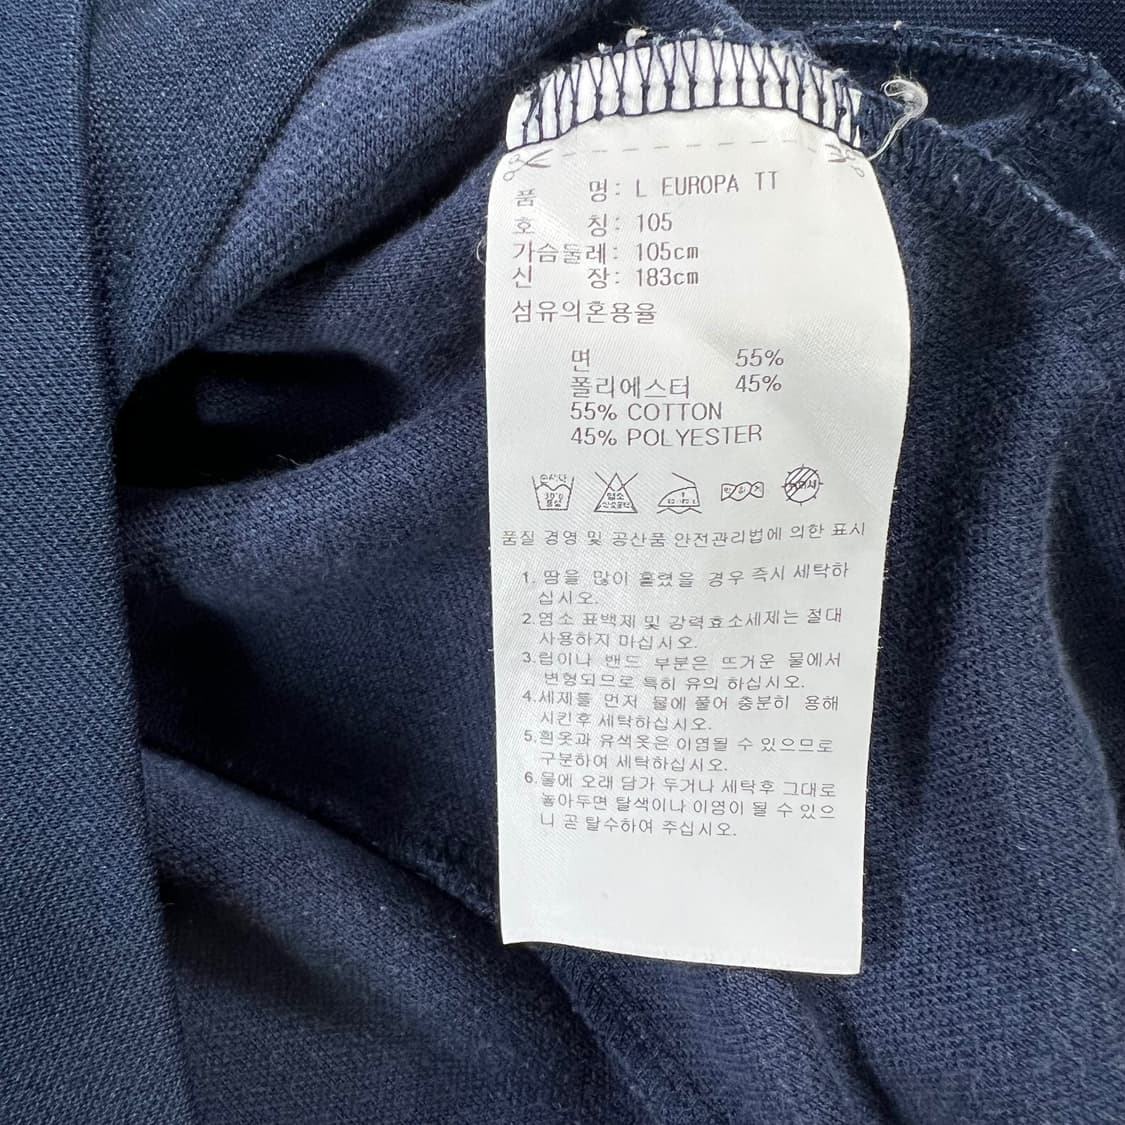 품 명: L EUROPA TT
호 칭: 105
가슴둘레: 105cm
신 장: 183cm
섬유의혼용율
면 55%
폴리에스터 45%
55% COTTON
45% POLYESTER
품질 경영 및 공산품 안전관리법에 의한 표시
1. 땀을 많이 흘렸을 경우 즉시 세탁하
십시오.
2.염소 표백제 및 강력효소세제는 절대
사용하지 마십시오.
3.립이나 밴드 부분은 뜨거운 물에서
변형되므로 특히 유의 하십시오.
4.세제를 먼저 물에 풀어 충분히 용해
시킨후 세탁하십시오.
5.흰옷과 유색옷은 이염될 수 있으므로
구분하여 세탁하십시오.
6.물에 오래 담가 두거나 세탁후 그대로
놓아두면 탈색이나 이염이 될 수 있으
니 곧 탈수하여 주십시오.